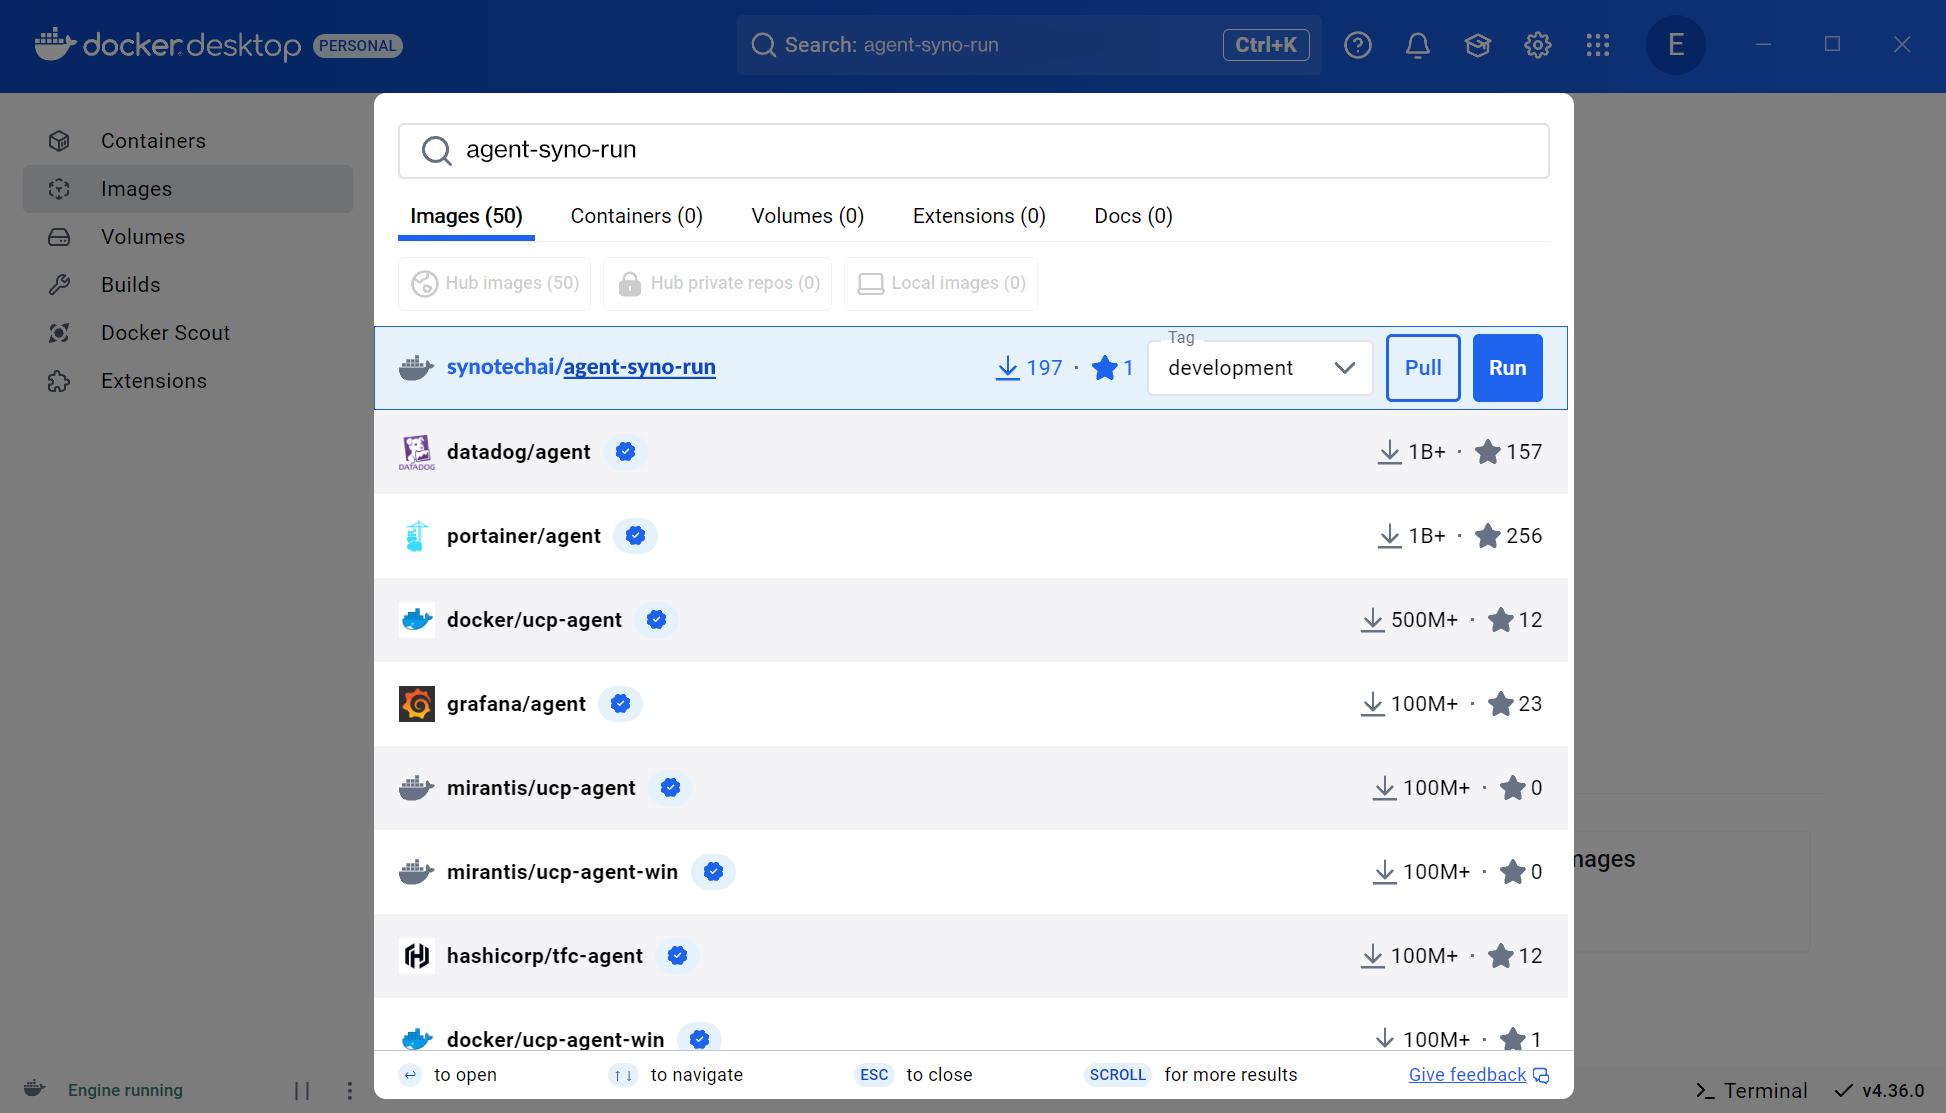 docker desktop PERSONAL
Search: agent-syno-run Ctrl+K
E
Containers
Images
Volumes
Builds
Docker Scout
Extensions
agent-syno-run
Images (50) Containers (0) Volumes (0) Extensions (0) Docs (0)
Hub images (50) Hub private repos (0) Local images (0)
Tag
synotechai/agent-syno-run 197 · 1 development Pull Run
DATADOG
datadog/agent 1B+ · 157
portainer/agent 1B+ · 256
docker/ucp-agent 500M+ · 12
grafana/agent 100M+ · 23
mirantis/ucp-agent 100M+ · 0
mirantis/ucp-agent-win 100M+ · 0
hashicorp/tfc-agent 100M+ · 12
docker/ucp-agent-win 100M+ · 1
to open ↑↓ to navigate ESC to close SCROLL for more results Give feedback
Engine running
Terminal v4.36.0